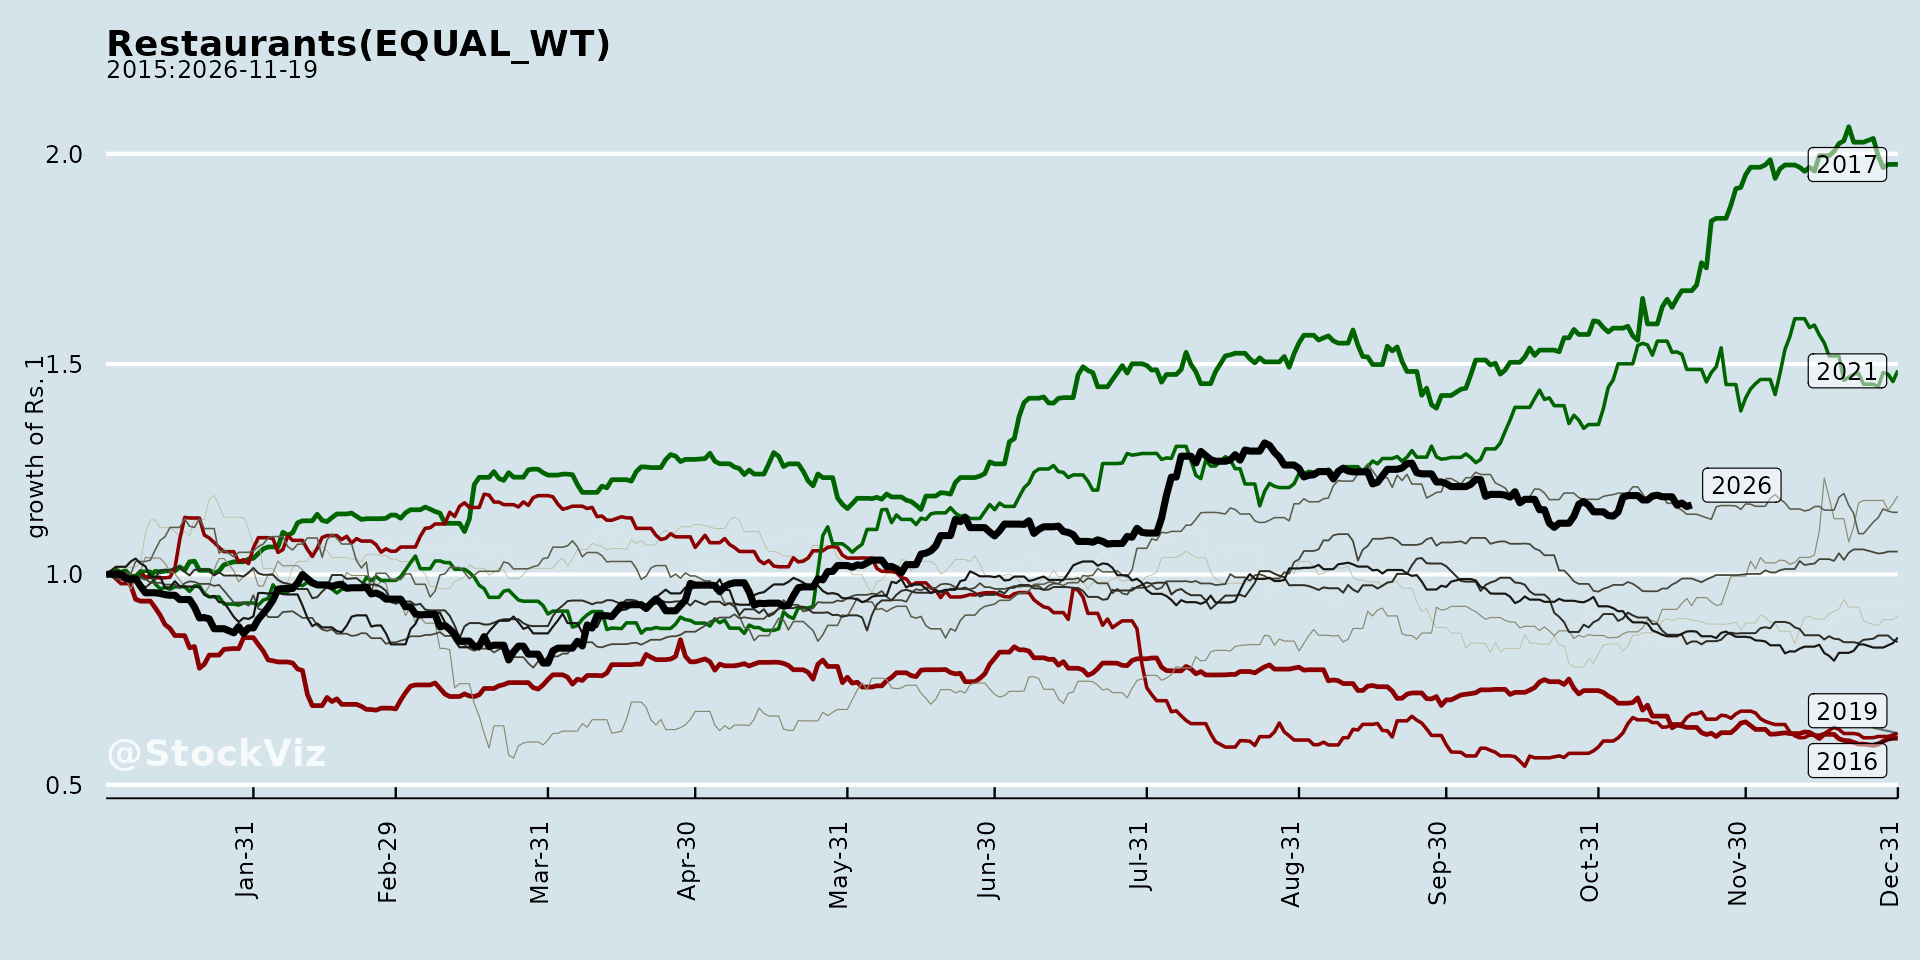 Restaurants(EQUAL_WT)
2015:2026-11-19
growth of Rs. 1
2.0
1.5
1.0
0.5
2017
2021
2026
2019
2016
@StockViz
Jan-31
Feb-29
Mar-31
Apr-30
May-31
Jun-30
Jul-31
Aug-31
Sep-30
Oct-31
Nov-30
Dec-31